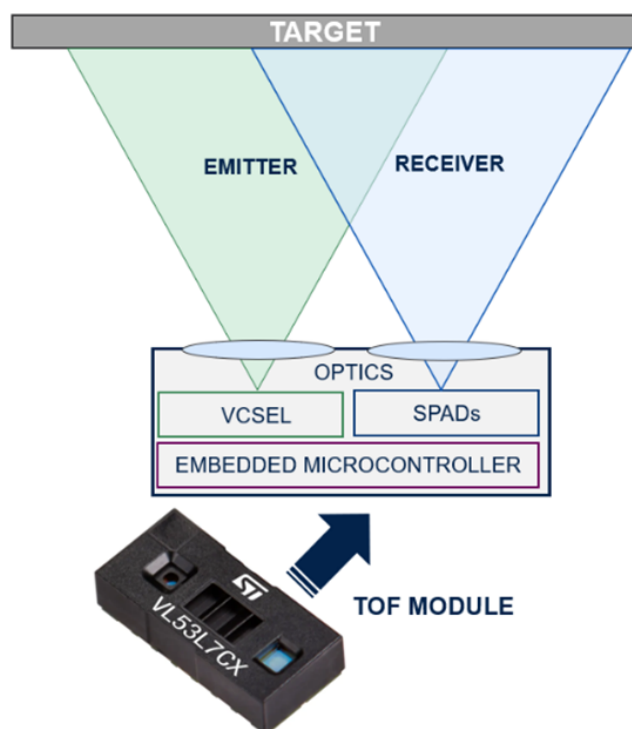 TARGET
EMITTER
RECEIVER
OPTICS
VCSEL
SPADs
EMBEDDED MICROCONTROLLER
ST
VL53L7CX
TOF MODULE